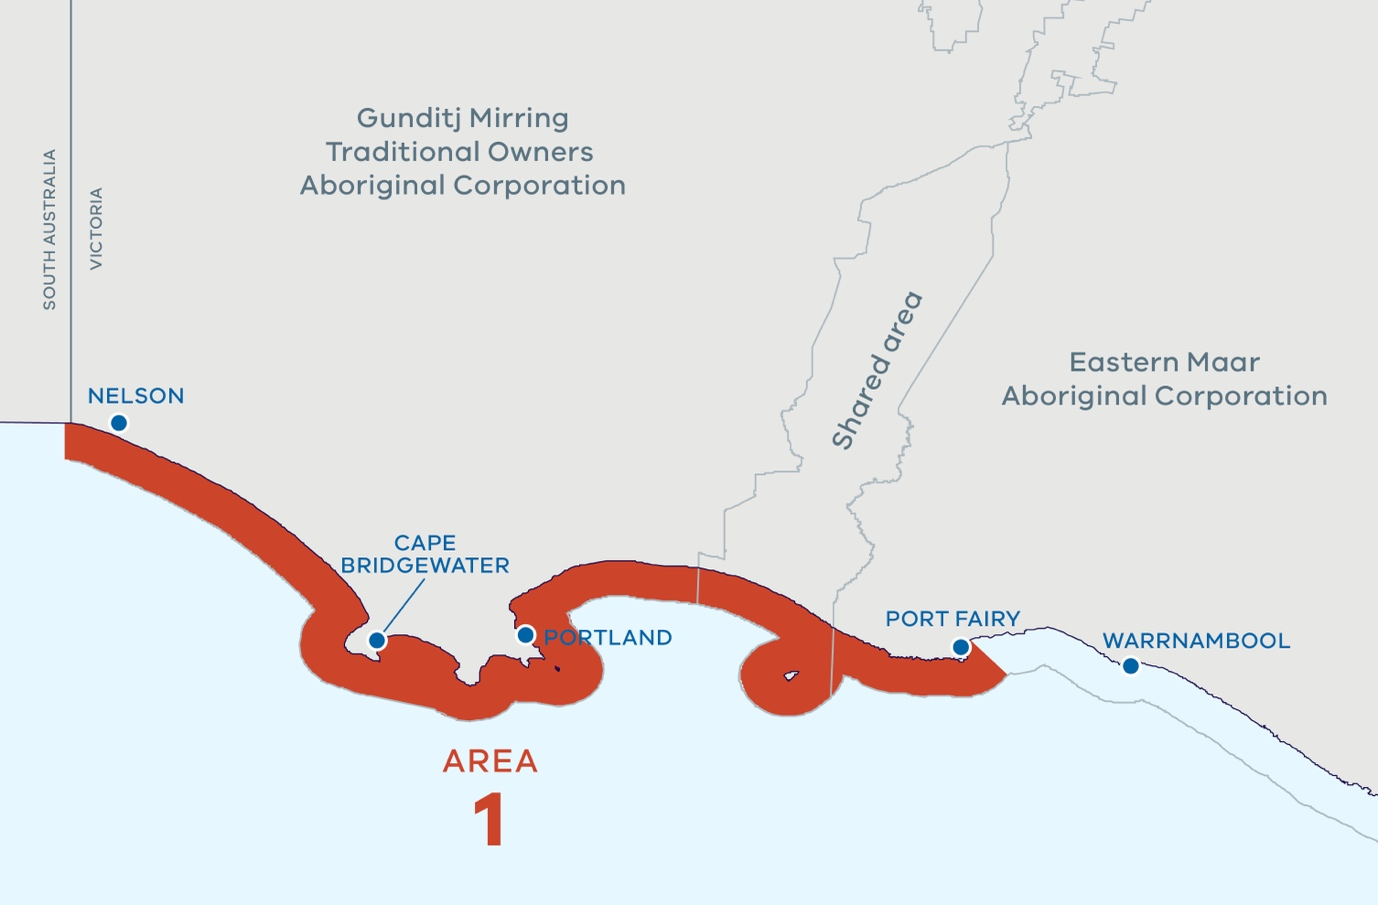 Gunditj Mirring
Traditional Owners
Aboriginal Corporation
SOUTH AUSTRALIA
VICTORIA
Shared area
Eastern Maar
Aboriginal Corporation
NELSON
CAPE
BRIDGEWATER
PORTLAND
PORT FAIRY
WARRNAMBOOL
AREA
1